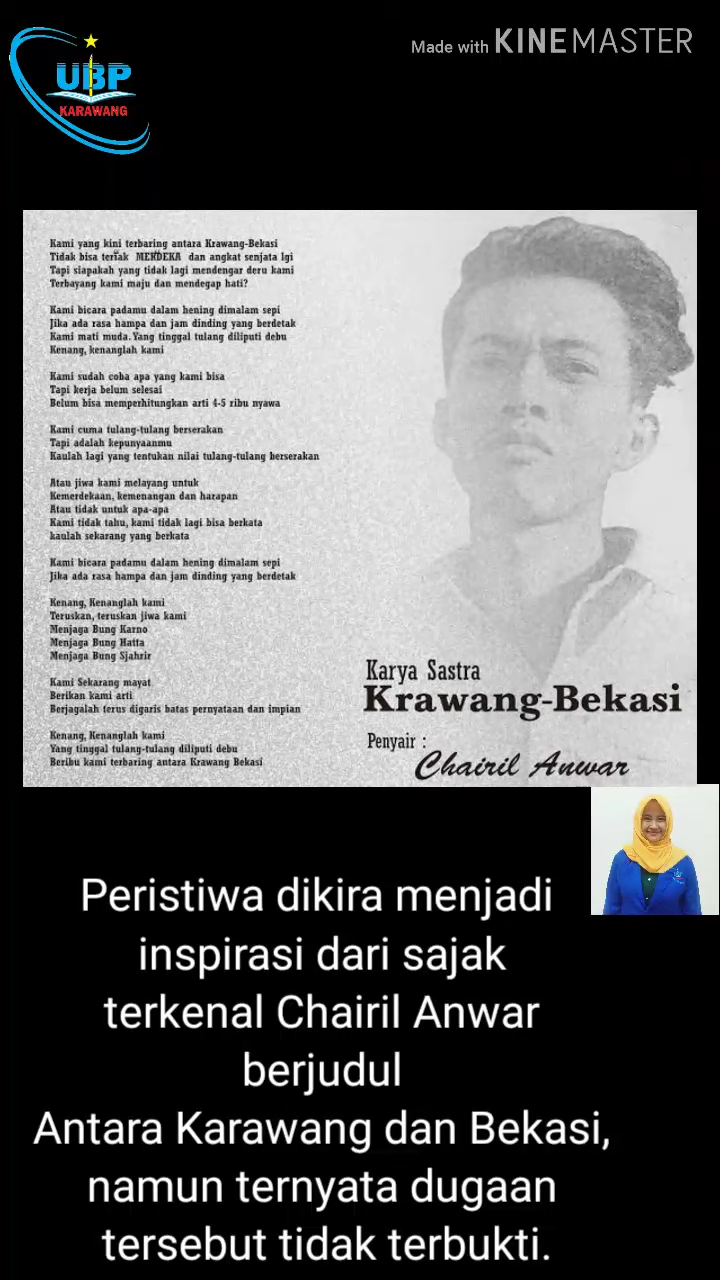 UBP
KARAWANG
Made with KINEMASTER
Kami yang kini terbaring antara Krawang-Bekasi
Tidak bisa teriak MERDEKA dan angkat senjata lgi
Tapi siapakah yang tidak lagi mendengar deru kami
Terbayang kami maju dan mendegap hati?
Kami bicara padamu dalam hening dimalam sepi
Jika ada rasa hampa dan jam dinding yang berdetak
Kami mati muda. Yang tinggal tulang diliputi debu
Kenang, kenanglah kami
Kami sudah coba apa yang kami bisa
Tapi kerja belum selesai
Belum bisa memperhitungkan arti 4-5 ribu nyawa
Kami cuma tulang-tulang berserakan
Tapi adalah kepunyaanmu
Kaulah lagi yang tentukan nilai tulang-tulang berserakan
Atau jiwa kami melayang untuk
Kemerdekaan, kemenangan dan harapan
Atau tidak untuk apa-apa
Kami tidak tahu, kami tidak lagi bisa berkata
kaulah sekarang yang berkata
Kami bicara padamu dalam hening dimalam sepi
Jika ada rasa hampa dan jam dinding yang berdetak
Kenang, Kenanglah kami
Teruskan, teruskan jiwa kami
Menjaga Bung Karno
Menjaga Bung Hatta
Menjaga Bung Sjahrir
Kami Sekarang mayat
Berikan kami arti
Berjagalah terus digaris batas pernyataan dan impian
Kenang, Kenanglah kami
Yang tinggal tulang-tulang diliputi debu
Beribu kami terbaring antara Krawang Bekasi
Karya Sastra
Krawang-Bekasi
Penyair :
Chairil Anwar
Peristiwa dikira menjadi
inspirasi dari sajak
terkenal Chairil Anwar
berjudul
Antara Karawang dan Bekasi,
namun ternyata dugaan
tersebut tidak terbukti.